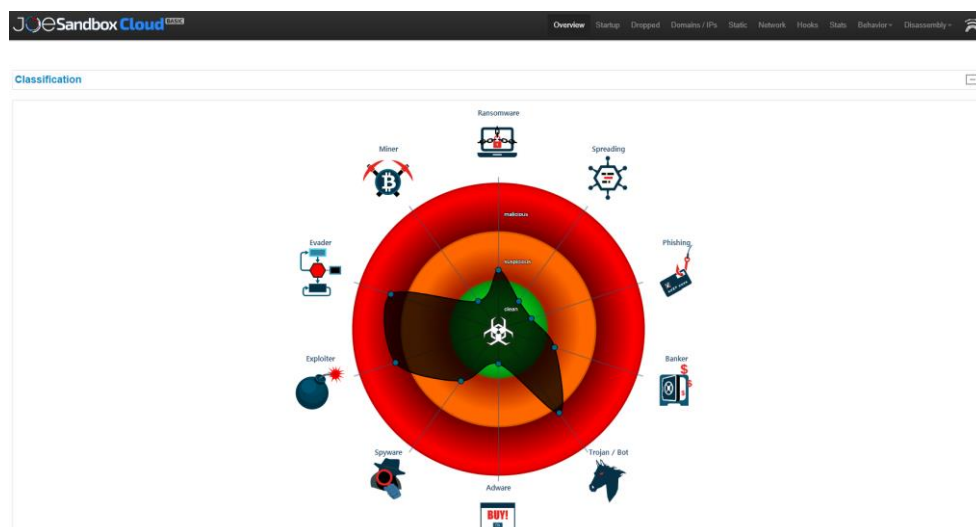 JOeSandbox Cloud BASIC
Overview Startup Dropped Domains / IPs Static Network Hooks Stats Behavior Disassembly
Classification
Ransomware
Miner
Spreading
malicious
Evader
Phishing
suspicious
clean
Exploiter
Banker
$
$
$
Spyware
Trojan / Bot
Adware
BUY!